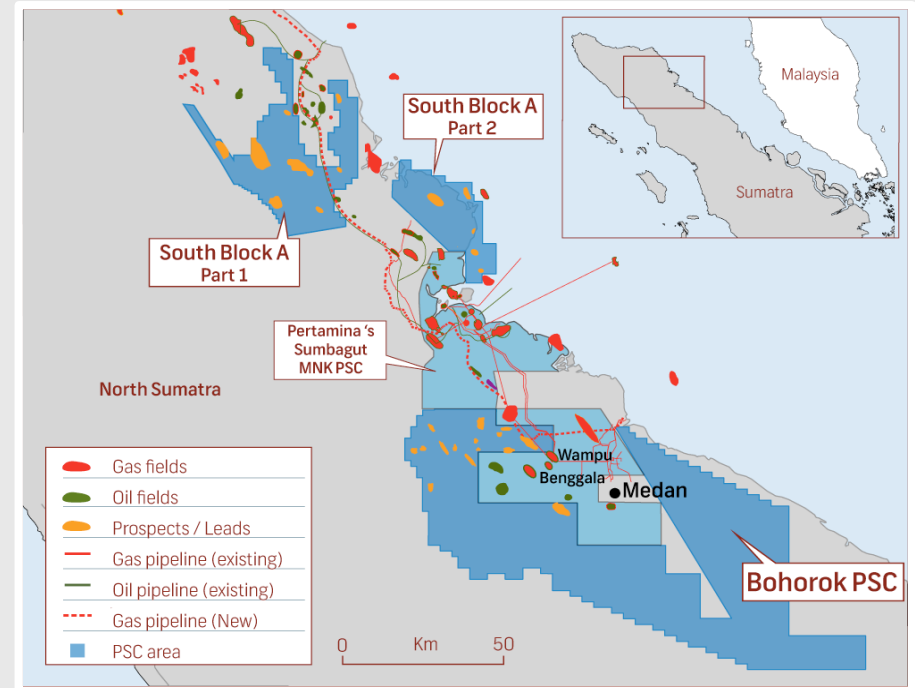 South Block A
Part 2
Malaysia
Sumatra
South Block A
Part 1
Pertamina 's
Sumbagut
MNK PSC
North Sumatra
Wampu
Benggala
Medan
Bohorok PSC
Gas fields
Oil fields
Prospects / Leads
Gas pipeline (existing)
Oil pipeline (existing)
Gas pipeline (New)
PSC area
0 Km 50